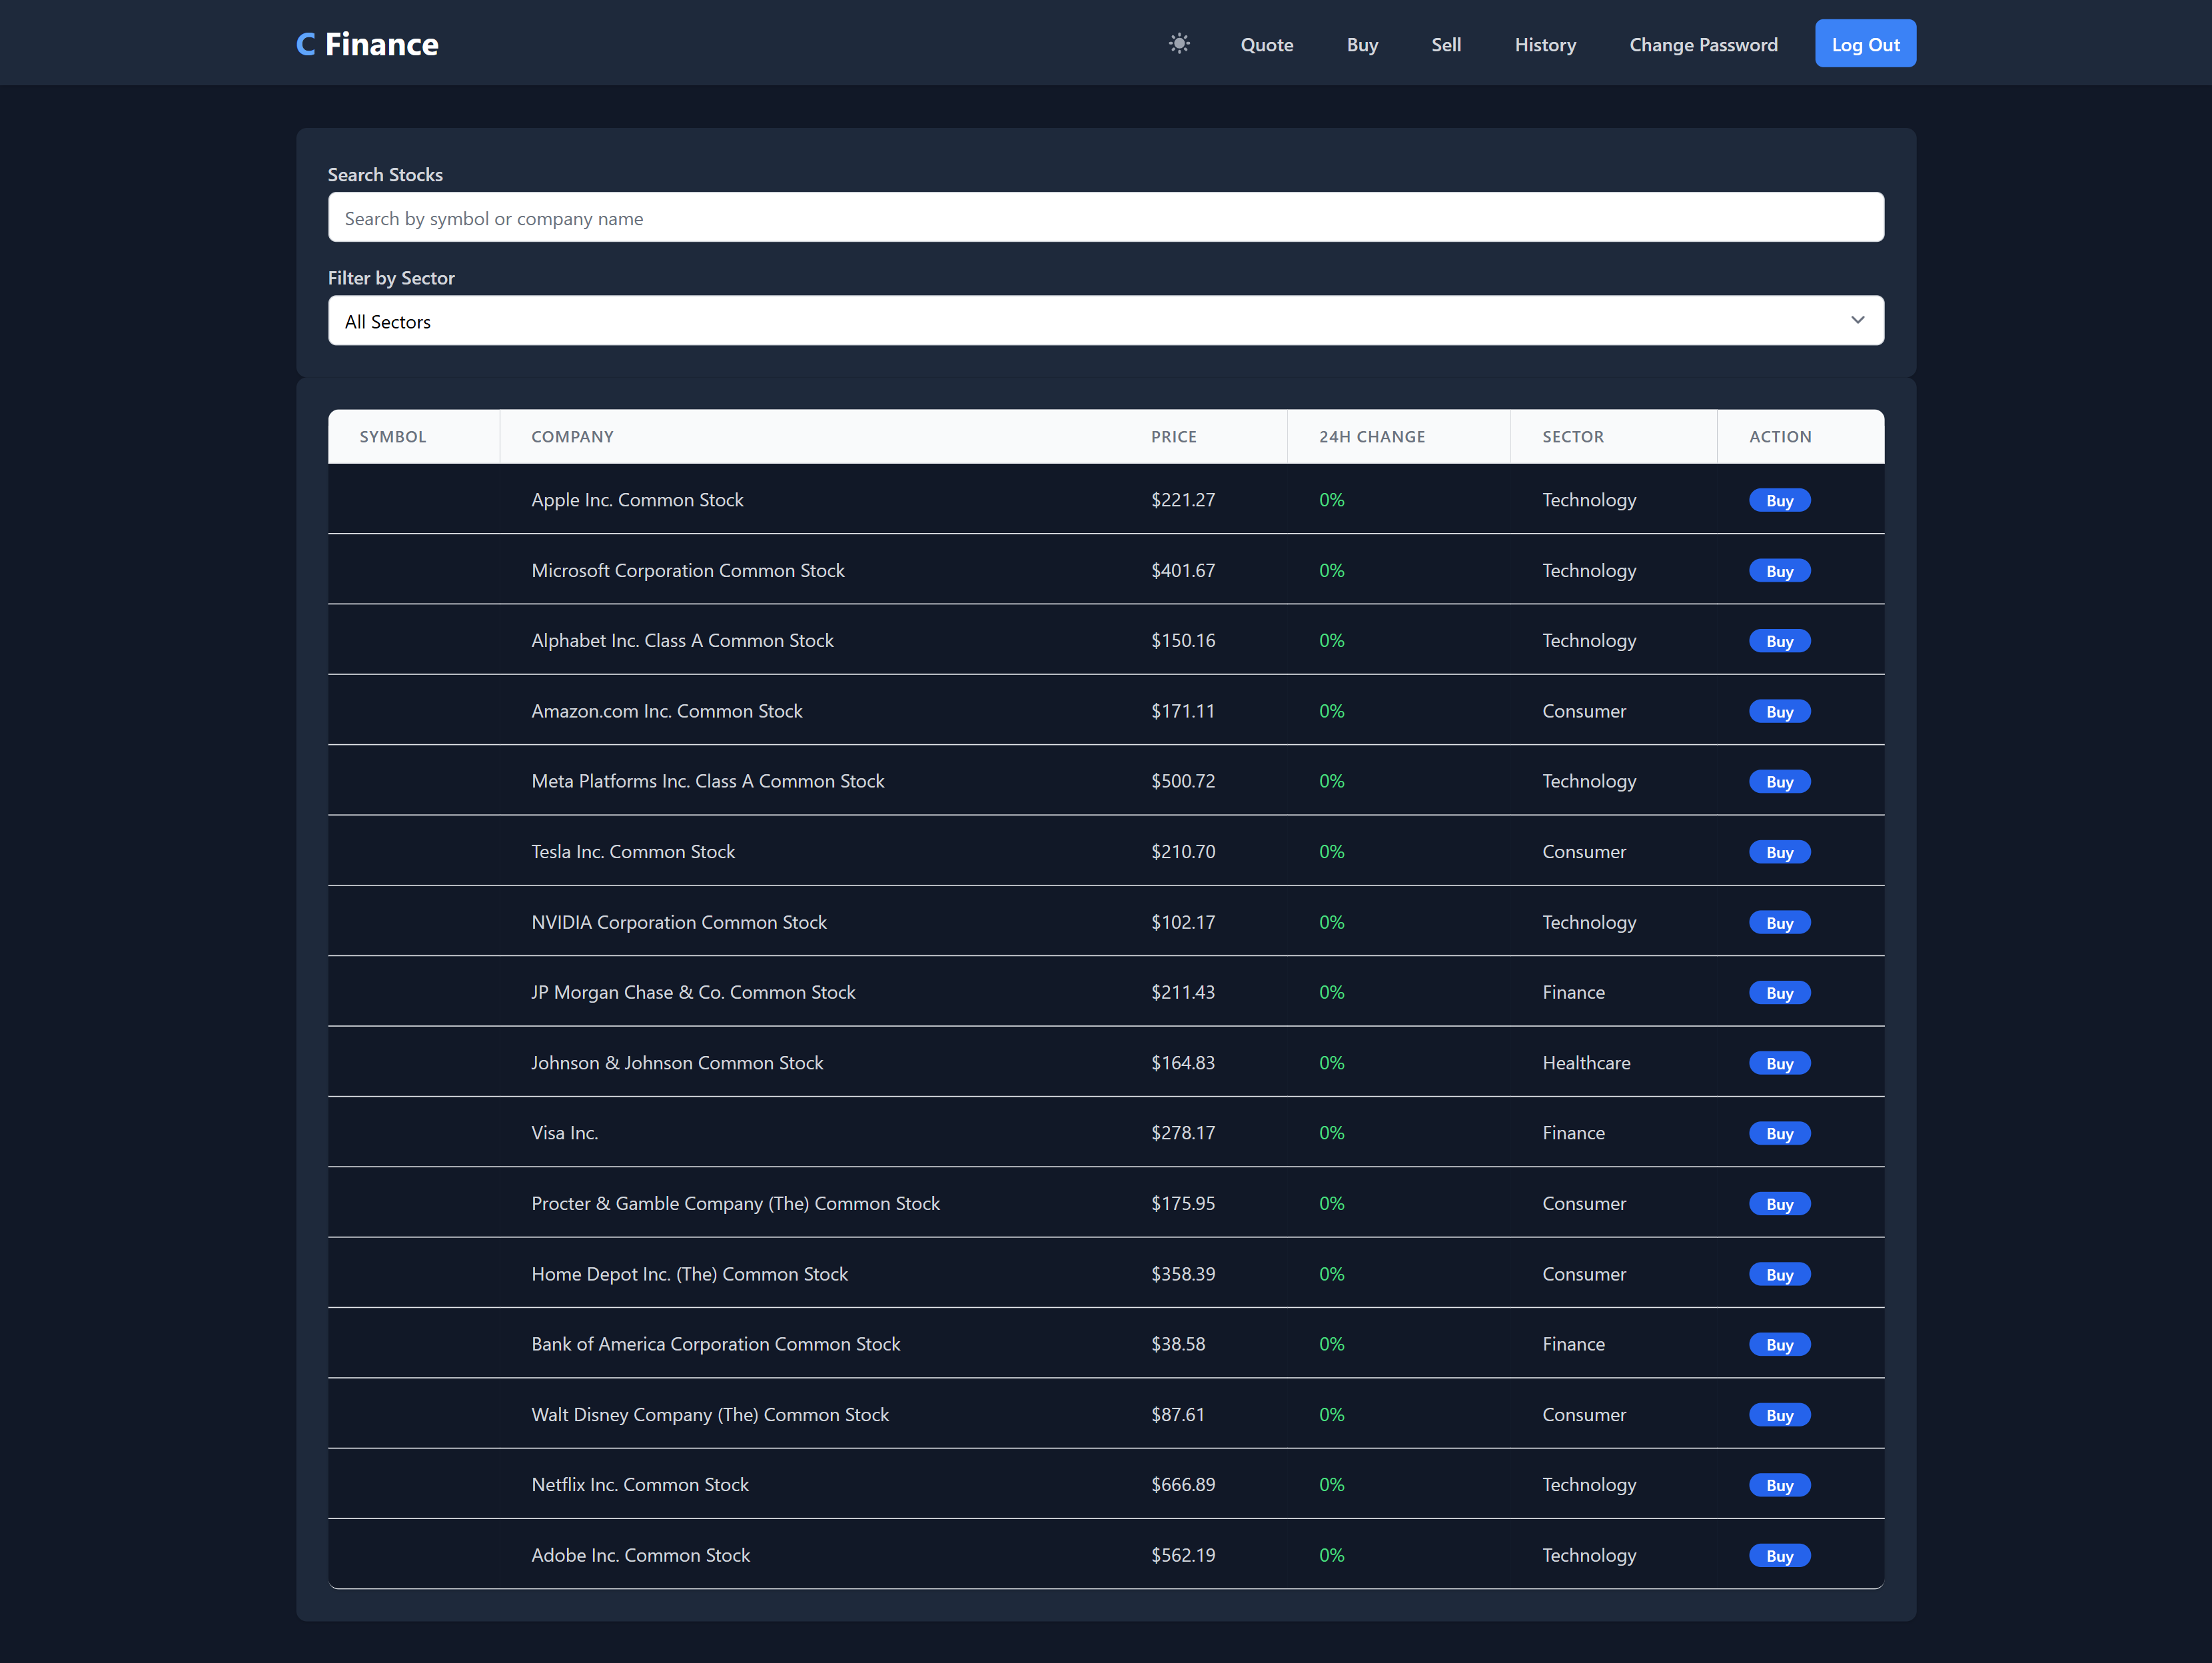 C Finance Quote Buy Sell History Change Password Log Out
Search Stocks
Search by symbol or company name
Filter by Sector
All Sectors
SYMBOL COMPANY PRICE 24H CHANGE SECTOR ACTION
Apple Inc. Common Stock $221.27 0% Technology Buy
Microsoft Corporation Common Stock $401.67 0% Technology Buy
Alphabet Inc. Class A Common Stock $150.16 0% Technology Buy
Amazon.com Inc. Common Stock $171.11 0% Consumer Buy
Meta Platforms Inc. Class A Common Stock $500.72 0% Technology Buy
Tesla Inc. Common Stock $210.70 0% Consumer Buy
NVIDIA Corporation Common Stock $102.17 0% Technology Buy
JP Morgan Chase & Co. Common Stock $211.43 0% Finance Buy
Johnson & Johnson Common Stock $164.83 0% Healthcare Buy
Visa Inc. $278.17 0% Finance Buy
Procter & Gamble Company (The) Common Stock $175.95 0% Consumer Buy
Home Depot Inc. (The) Common Stock $358.39 0% Consumer Buy
Bank of America Corporation Common Stock $38.58 0% Finance Buy
Walt Disney Company (The) Common Stock $87.61 0% Consumer Buy
Netflix Inc. Common Stock $666.89 0% Technology Buy
Adobe Inc. Common Stock $562.19 0% Technology Buy